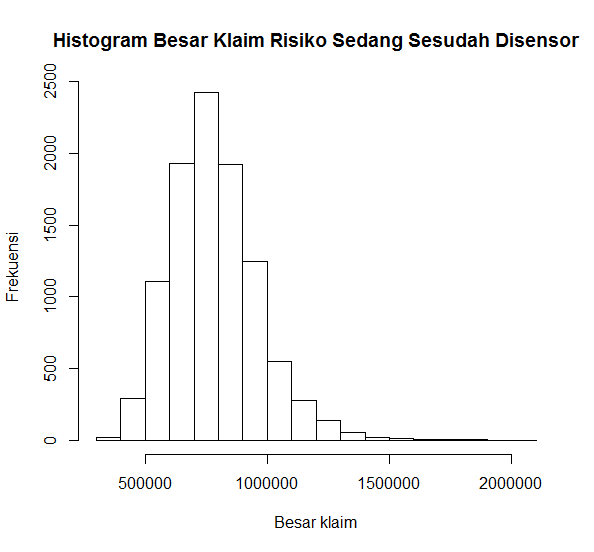 Histogram Besar Klaim Risiko Sedang Sesudah Disensor
2500
2000
1500
1000
500
0
Frekuensi
500000 1000000 1500000 2000000
Besar klaim